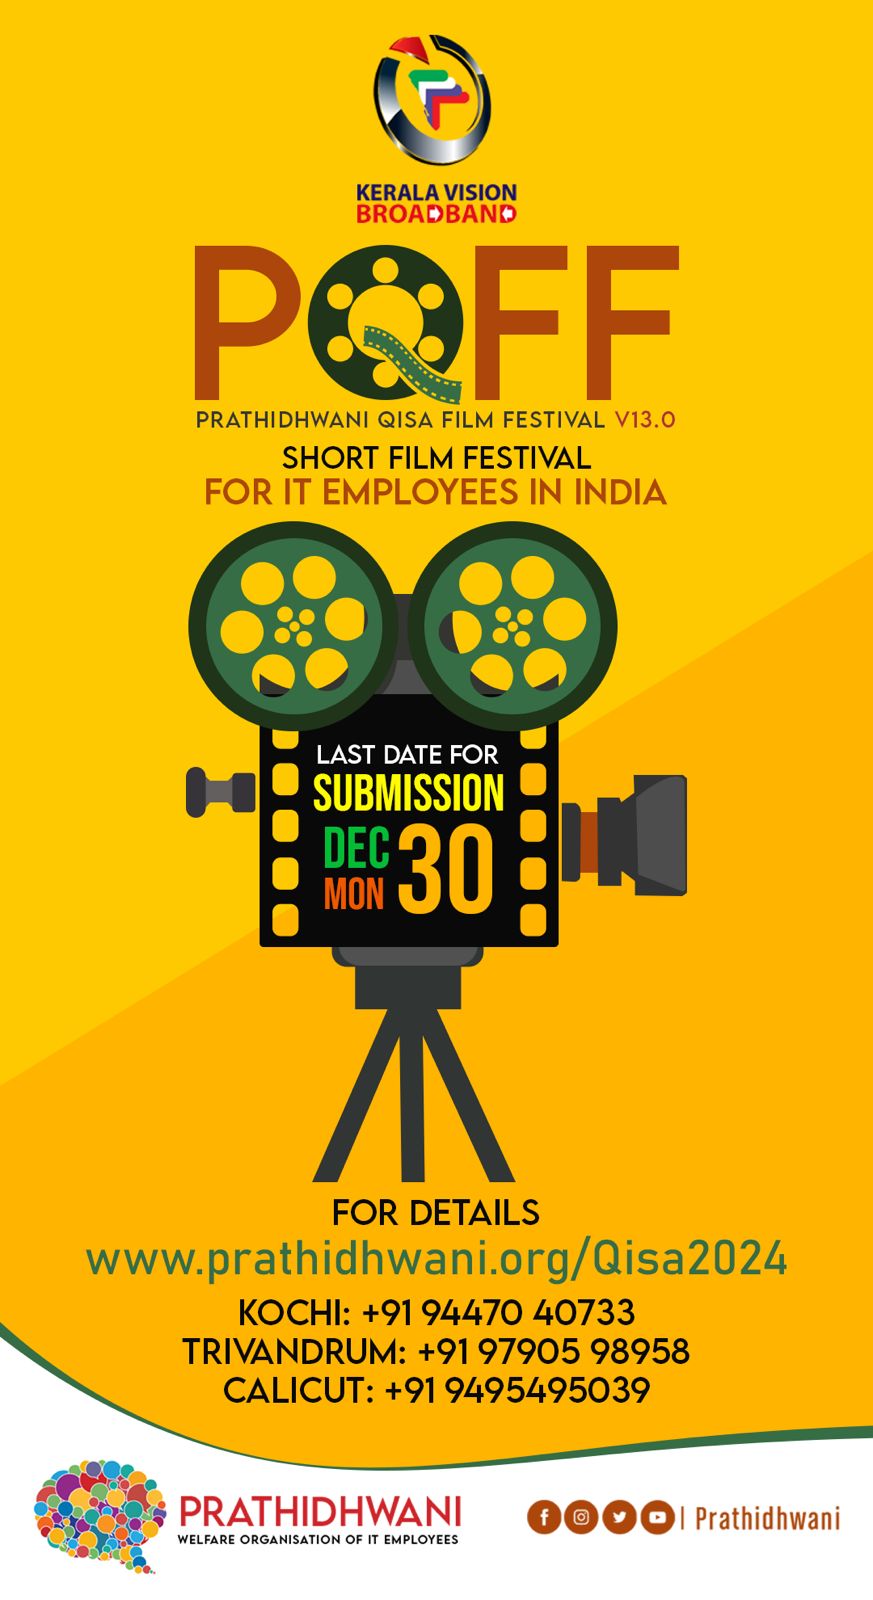 KERALA VISION
BROADBAND
PQFF
PRATHIDHWANI QISA FILM FESTIVAL V13.0
SHORT FILM FESTIVAL
FOR IT EMPLOYEES IN INDIA
LAST DATE FOR
SUBMISSION
DEC 30
MON
FOR DETAILS
www.prathidhwani.org/Qisa2024
KOCHI: +91 94470 40733
TRIVANDRUM: +91 97905 98958
CALICUT: +91 9495495039
PRATHIDHWANI
WELFARE ORGANISATION OF IT EMPLOYEES
| Prathidhwani